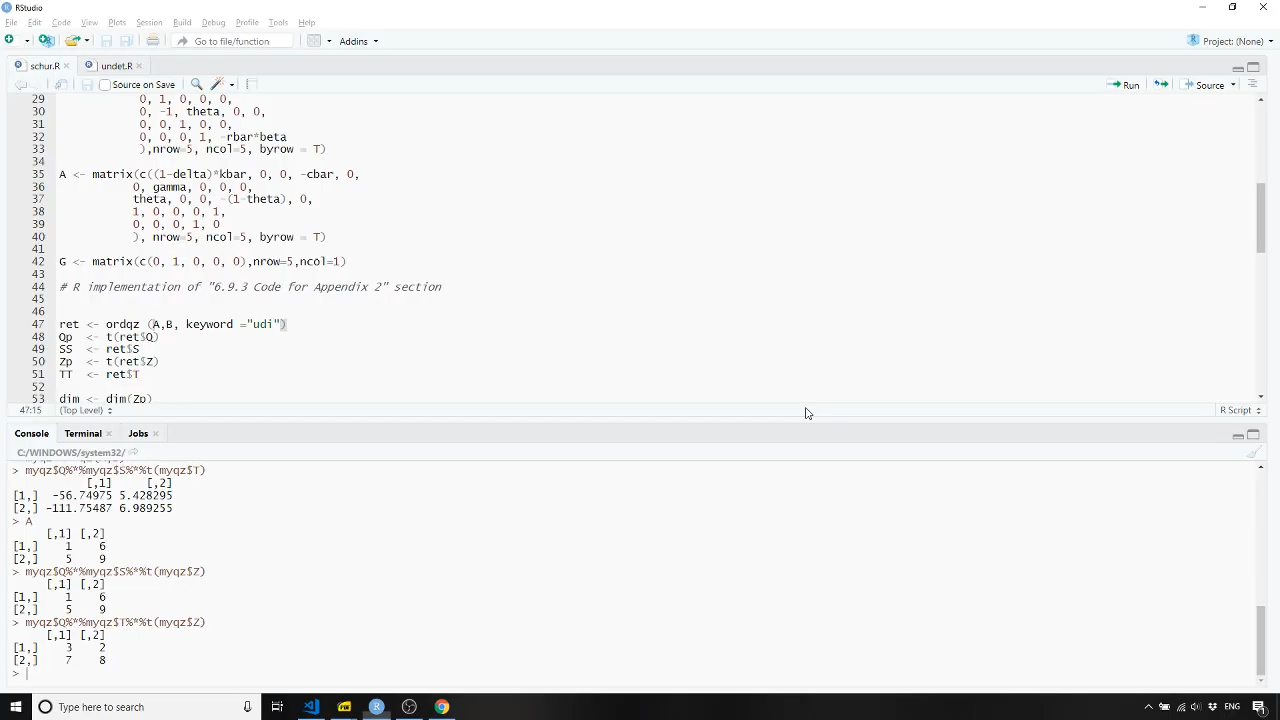 RStudio
File Edit Code View Plots Session Build Debug Profile Tools Help
Go to file/function Addins Project: (None)
schur.R undet.R
Source on Save Run Source
29 0, 1, 0, 0, 0,
30 0, -1, theta, 0, 0,
31 0, 0, 1, 0, 0,
32 0, 0, 0, 1, -rbar*beta
33 ),nrow=5, ncol=5, byrow = T)
34
35 A <- matrix(c((1-delta)*kbar, 0, 0, -cbar, 0,
36 0, gamma, 0, 0, 0,
37 theta, 0, 0, -(1-theta), 0,
38 1, 0, 0, 0, 1,
39 0, 0, 0, 1, 0
40 ), nrow=5, ncol=5, byrow = T)
41
42 G <- matrix(c(0, 1, 0, 0, 0),nrow=5,ncol=1)
43
44 # R implementation of "6.9.3 Code for Appendix 2" section
45
46
47 ret <- ordqz (A,B, keyword ="udi")
48 Qp <- t(ret$Q)
49 SS <- ret$S
50 Zp <- t(ret$Z)
51 TT <- ret$T
52
53 dim <- dim(Zp)
47:15 (Top Level) R Script
Console Terminal Jobs
C:/WINDOWS/system32/
> myqz$Q%*%myqz$S%*%t(myqz$T)
[,1] [,2]
[1,] -56.74975 5.428295
[2,] -111.75487 6.989255
> A
[,1] [,2]
[1,] 1 6
[2,] 5 9
> myqz$Q%*%myqz$S%*%t(myqz$Z)
[,1] [,2]
[1,] 1 6
[2,] 5 9
> myqz$Q%*%myqz$T%*%t(myqz$Z)
[,1] [,2]
[1,] 3 2
[2,] 7 8
>
Type here to search ENG